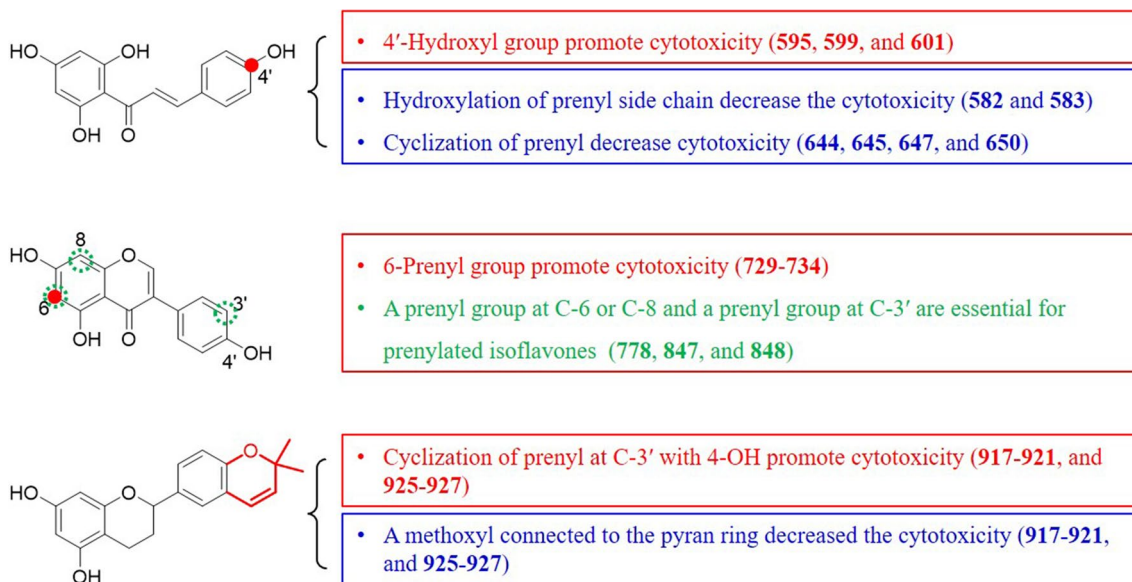 HO
OH
OH
4'
OH
O
• 4′-Hydroxyl group promote cytotoxicity (595, 599, and 601)
• Hydroxylation of prenyl side chain decrease the cytotoxicity (582 and 583)
• Cyclization of prenyl decrease cytotoxicity (644, 645, 647, and 650)
8
HO
O
6
3'
OH
O
4'
OH
• 6-Prenyl group promote cytotoxicity (729-734)
• A prenyl group at C-6 or C-8 and a prenyl group at C-3′ are essential for
prenylated isoflavones (778, 847, and 848)
O
HO
O
OH
• Cyclization of prenyl at C-3′ with 4-OH promote cytotoxicity (917-921, and
925-927)
• A methoxyl connected to the pyran ring decreased the cytotoxicity (917-921,
and 925-927)